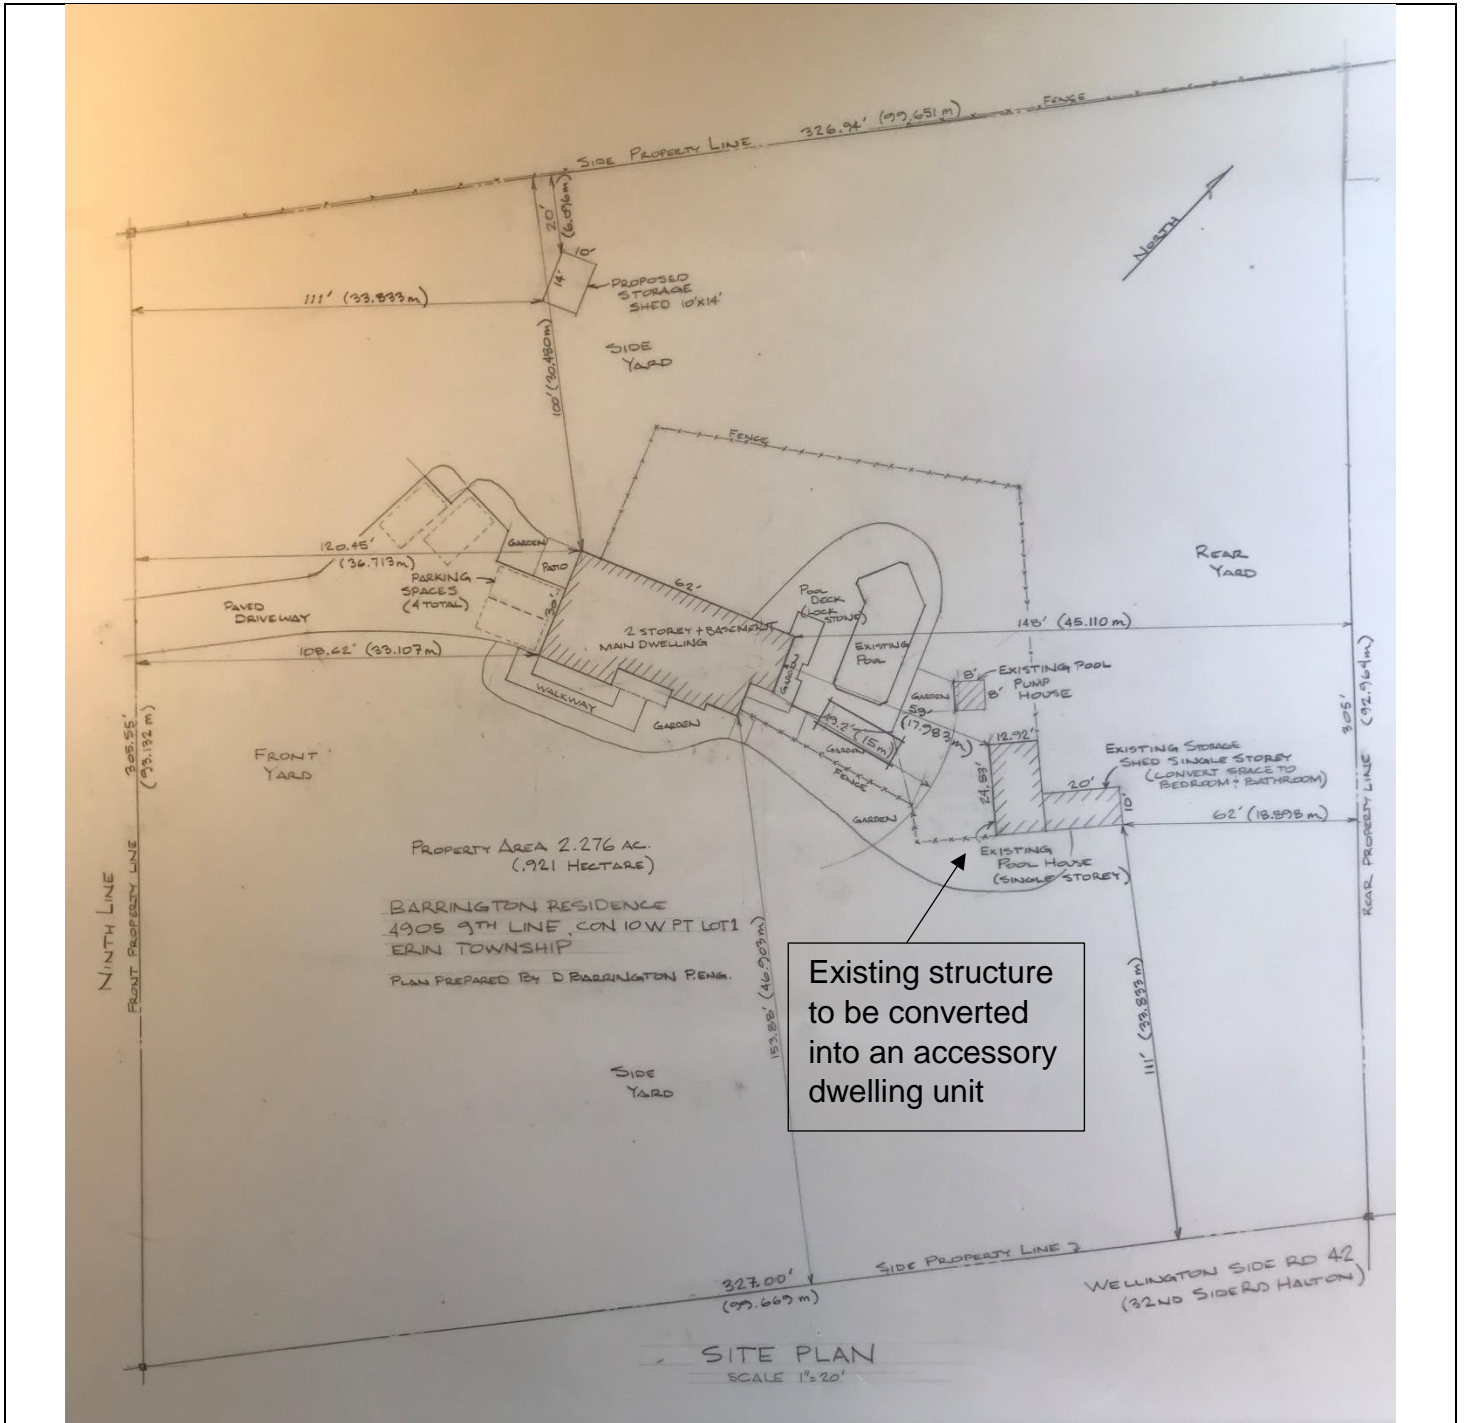 SIDE PROPERTY LINE 326.94' (99.651 m) FENCE
20'
(6.096m)
10'
14'
PROPOSED
STORAGE
SHED 10'X14'
111' (33.833m)
NORTH
SIDE
YARD
100' (30.480m)
FENCE
120.45'
(36.713m)
GARDEN
PATIO
PARKING
SPACES
(4 TOTAL)
30'
62'
PAVED
DRIVEWAY
2 STOREY + BASEMENT
MAIN DWELLING
POOL
DECK
(LOCK
STONE)
EXISTING
POOL
REAR
YARD
148' (45.110m)
108.62' (33.107m)
WALKWAY
GARDEN
GARDEN
GARDEN
8'
8'
EXISTING POOL
PUMP
HOUSE
59'
(17.983m)
49.2' (15m)
GARDEN
FENCE
GARDEN
12.92'
24.83'
20'
10'
EXISTING STORAGE
SHED SINGLE STOREY
(CONVERT SPACE TO
BEDROOM & BATHROOM)
62' (18.898m)
EXISTING
POOL HOUSE
(SINGLE STOREY)
FRONT
YARD
NINTH LINE
FRONT PROPERTY LINE 305.55'
(93.132 m)
REAR PROPERTY LINE 305'
(92.964m)
PROPERTY AREA 2.276 AC.
(.921 HECTARE)
BARRINGTON RESIDENCE
4905 9TH LINE, CON 10 W PT LOT 1
ERIN TOWNSHIP
PLAN PREPARED BY D BARRINGTON P.ENG.
Existing structure
to be converted
into an accessory
dwelling unit
153.88' (46.903m)
111' (33.833m)
SIDE
YARD
SIDE PROPERTY LINE
327.00'
(99.669 m)
WELLINGTON SIDE RD 42
(32ND SIDERD HALTON)
SITE PLAN
SCALE 1"=20'